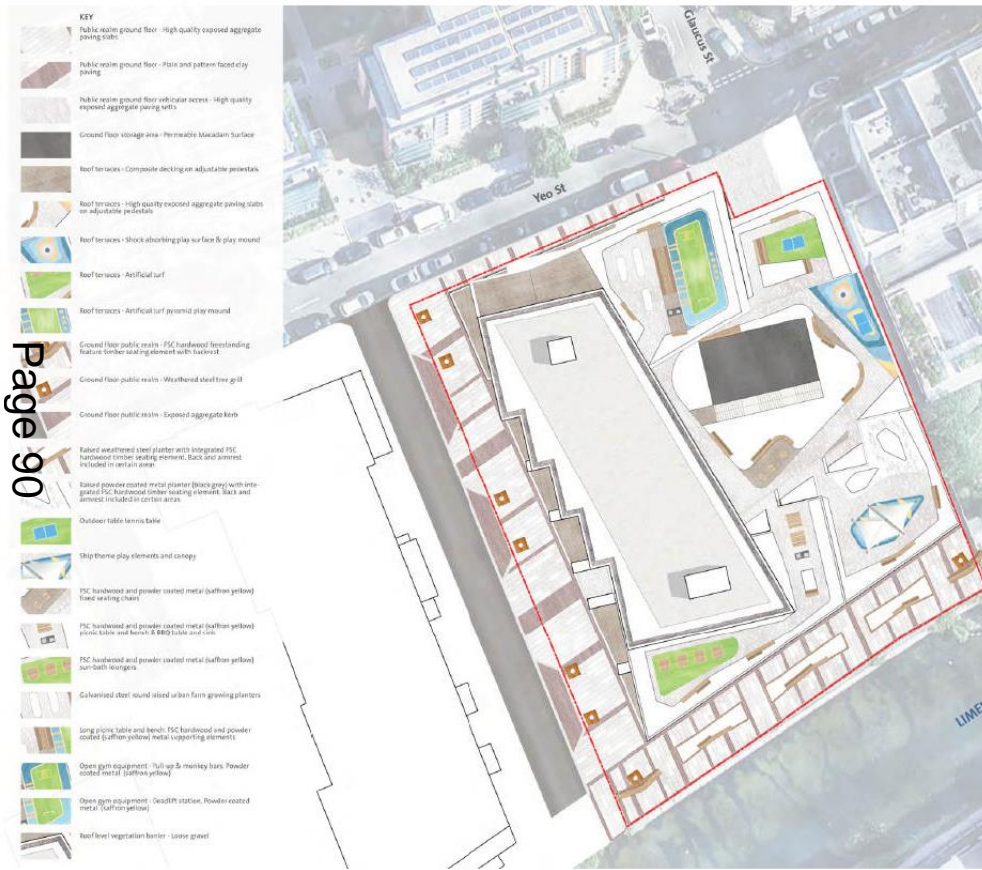 KEY
Public realm ground floor - High quality exposed aggregate
paving slabs
Public realm ground floor - Plain and pattern faced clay
paving
Public realm ground floor vehicular access - High quality
exposed aggregate paving setts
Ground floor storage area - Permeable Macadam Surface
Roof terraces - Composite decking on adjustable pedestals
Roof terraces - High quality exposed aggregate paving slabs
on adjustable pedestals
Roof terraces - Shock absorbing play surface & play mound
Roof terraces - Artificial turf
Roof terraces - Artificial turf pyramid play mound
Ground floor public realm - FSC hardwood freestanding
feature timber seating element with backrest
Ground floor public realm - Weathered steel tree grill
Ground floor public realm - Exposed aggregate kerb
Raised weathered steel planter with integrated FSC
hardwood timber seating element. Back and armrest
included in certain areas
Raised powder coated metal planter (black grey) with inte-
grated FSC hardwood timber seating element. Back and
armrest included in certain areas
Outdoor table tennis table
Ship theme play elements and canopy
FSC hardwood and powder coated metal (saffron yellow)
fixed seating chairs
FSC hardwood and powder coated metal (saffron yellow)
picnic table and bench & BBQ table and sink
FSC hardwood and powder coated metal (saffron yellow)
sun-bath loungers
Galvanised steel round raised urban farm growing planters
Long picnic table and bench: FSC hardwood and powder
coated (saffron yellow) metal supporting elements
Open gym equipment - Pull-up & monkey bars. Powder
coated metal (saffron yellow)
Open gym equipment - Deadlift station. Powder coated
metal (saffron yellow)
Roof level vegetation barrier - Loose gravel
Page 90
Glaucus St
Yeo St
LIME